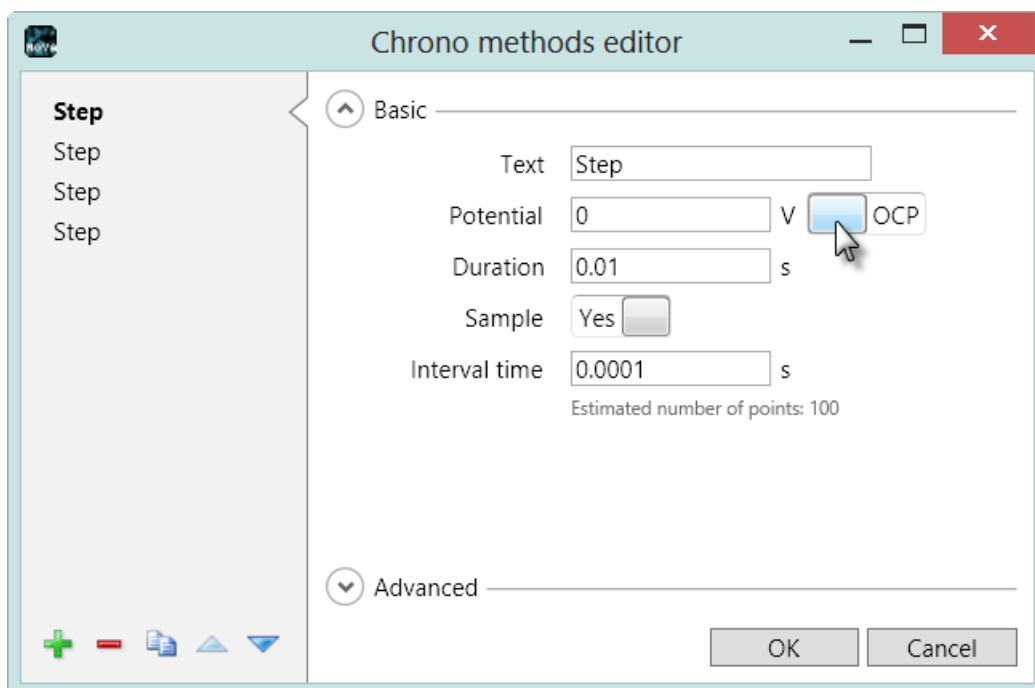 Chrono methods editor
Step
Step
Step
Step
Basic
Text Step
Potential 0 V OCP
Duration 0.01 s
Sample Yes
Interval time 0.0001 s
Estimated number of points: 100
Advanced
OK Cancel